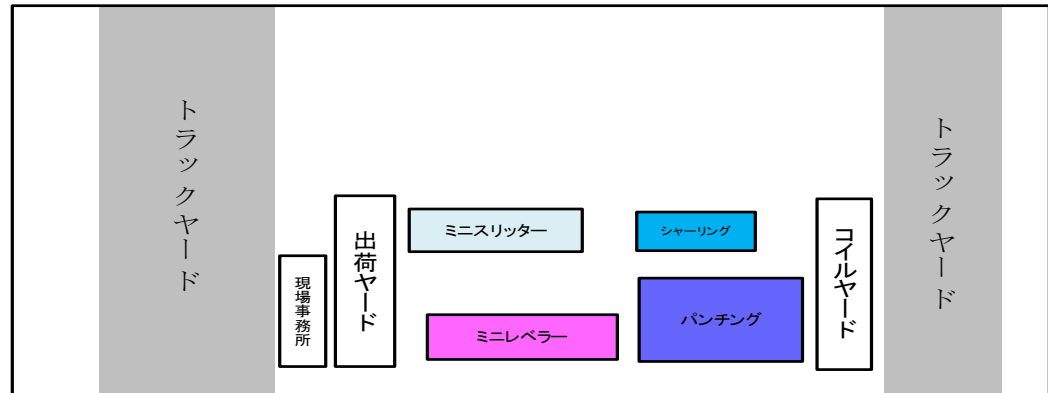 トラックヤード
現場事務所
出荷ヤード
ミニスリッター
ミニレベラー
シャーリング
パンチング
コイルヤード
トラックヤード